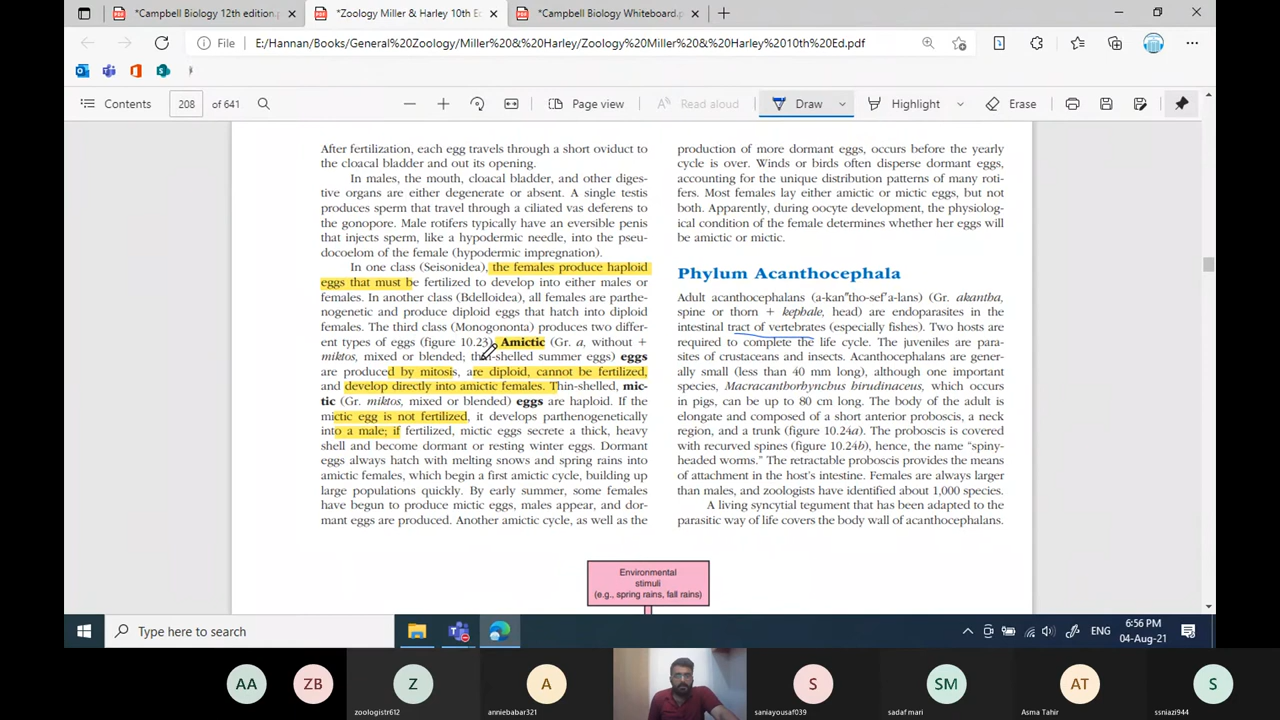 *Campbell Biology 12th edition.p
*Zoology Miller & Harley 10th Ed
*Campbell Biology Whiteboard.p
File
E:/Hannan/Books/General%20Zoology/Miller%20&%20Harley/Zoology%20Miller%20&%20Harley%2010th%20Ed.pdf
Contents
208
of 641
Page view
Read aloud
Draw
Highlight
Erase
After fertilization, each egg travels through a short oviduct to
the cloacal bladder and out its opening.
In males, the mouth, cloacal bladder, and other diges-
tive organs are either degenerate or absent. A single testis
produces sperm that travel through a ciliated vas deferens to
the gonopore. Male rotifers typically have an eversible penis
that injects sperm, like a hypodermic needle, into the pseu-
docoelom of the female (hypodermic impregnation).
In one class (Seisonidea), the females produce haploid
eggs that must be fertilized to develop into either males or
females. In another class (Bdelloidea), all females are parthe-
nogenetic and produce diploid eggs that hatch into diploid
females. The third class (Monogononta) produces two differ-
ent types of eggs (figure 10.23). Amictic (Gr. a, without +
miktos, mixed or blended; thin-shelled summer eggs) eggs
are produced by mitosis, are diploid, cannot be fertilized,
and develop directly into amictic females. Thin-shelled, mic-
tic (Gr. miktos, mixed or blended) eggs are haploid. If the
mictic egg is not fertilized, it develops parthenogenetically
into a male; if fertilized, mictic eggs secrete a thick, heavy
shell and become dormant or resting winter eggs. Dormant
eggs always hatch with melting snows and spring rains into
amictic females, which begin a first amictic cycle, building up
large populations quickly. By early summer, some females
have begun to produce mictic eggs, males appear, and dor-
mant eggs are produced. Another amictic cycle, as well as the
production of more dormant eggs, occurs before the yearly
cycle is over. Winds or birds often disperse dormant eggs,
accounting for the unique distribution patterns of many roti-
fers. Most females lay either amictic or mictic eggs, but not
both. Apparently, during oocyte development, the physiolog-
ical condition of the female determines whether her eggs will
be amictic or mictic.
Phylum Acanthocephala
Adult acanthocephalans (a-kan″tho-sef′a-lans) (Gr. akantha,
spine or thorn + kephale, head) are endoparasites in the
intestinal tract of vertebrates (especially fishes). Two hosts are
required to complete the life cycle. The juveniles are para-
sites of crustaceans and insects. Acanthocephalans are gener-
ally small (less than 40 mm long), although one important
species, Macracanthorhynchus hirudinaceus, which occurs
in pigs, can be up to 80 cm long. The body of the adult is
elongate and composed of a short anterior proboscis, a neck
region, and a trunk (figure 10.24a). The proboscis is covered
with recurved spines (figure 10.24b), hence, the name “spiny-
headed worms.” The retractable proboscis provides the means
of attachment in the host’s intestine. Females are always larger
than males, and zoologists have identified about 1,000 species.
A living syncytial tegument that has been adapted to the
parasitic way of life covers the body wall of acanthocephalans.
Environmental
stimuli
(e.g., spring rains, fall rains)
Type here to search
ENG
6:56 PM
04-Aug-21
AA
ZB
Z
A
S
SM
AT
S
zoologistr612
anniebabar321
saniayousaf039
sadaf mari
Asma Tahir
ssniazi944